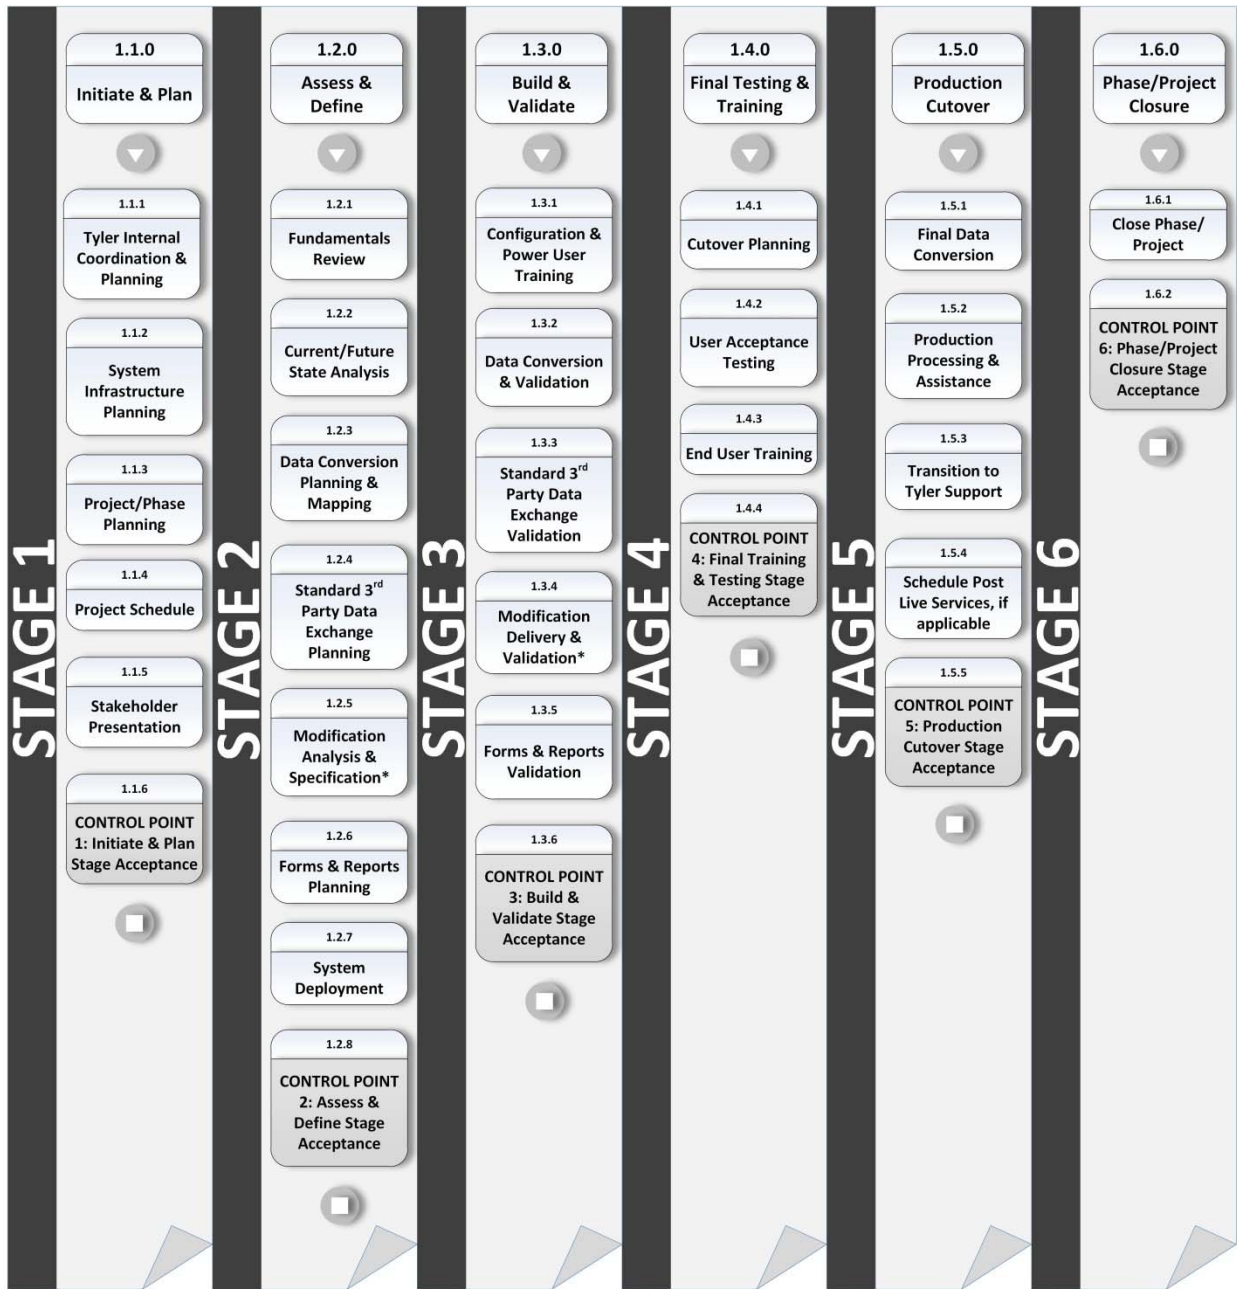 STAGE 1
1.1.0
Initiate & Plan
1.1.1
Tyler Internal
Coordination &
Planning
1.1.2
System
Infrastructure
Planning
1.1.3
Project/Phase
Planning
1.1.4
Project Schedule
1.1.5
Stakeholder
Presentation
1.1.6
CONTROL POINT
1: Initiate & Plan
Stage Acceptance
STAGE 2
1.2.0
Assess &
Define
1.2.1
Fundamentals
Review
1.2.2
Current/Future
State Analysis
1.2.3
Data Conversion
Planning &
Mapping
1.2.4
Standard 3rd
Party Data
Exchange
Planning
1.2.5
Modification
Analysis &
Specification*
1.2.6
Forms & Reports
Planning
1.2.7
System
Deployment
1.2.8
CONTROL POINT
2: Assess &
Define Stage
Acceptance
STAGE 3
1.3.0
Build &
Validate
1.3.1
Configuration &
Power User
Training
1.3.2
Data Conversion
& Validation
1.3.3
Standard 3rd
Party Data
Exchange
Validation
1.3.4
Modification
Delivery &
Validation*
1.3.5
Forms & Reports
Validation
1.3.6
CONTROL POINT
3: Build &
Validate Stage
Acceptance
STAGE 4
1.4.0
Final Testing &
Training
1.4.1
Cutover Planning
1.4.2
User Acceptance
Testing
1.4.3
End User Training
1.4.4
CONTROL POINT
4: Final Training
& Testing Stage
Acceptance
STAGE 5
1.5.0
Production
Cutover
1.5.1
Final Data
Conversion
1.5.2
Production
Processing &
Assistance
1.5.3
Transition to
Tyler Support
1.5.4
Schedule Post
Live Services, if
applicable
1.5.5
CONTROL POINT
5: Production
Cutover Stage
Acceptance
STAGE 6
1.6.0
Phase/Project
Closure
1.6.1
Close Phase/
Project
1.6.2
CONTROL POINT
6: Phase/Project
Closure Stage
Acceptance